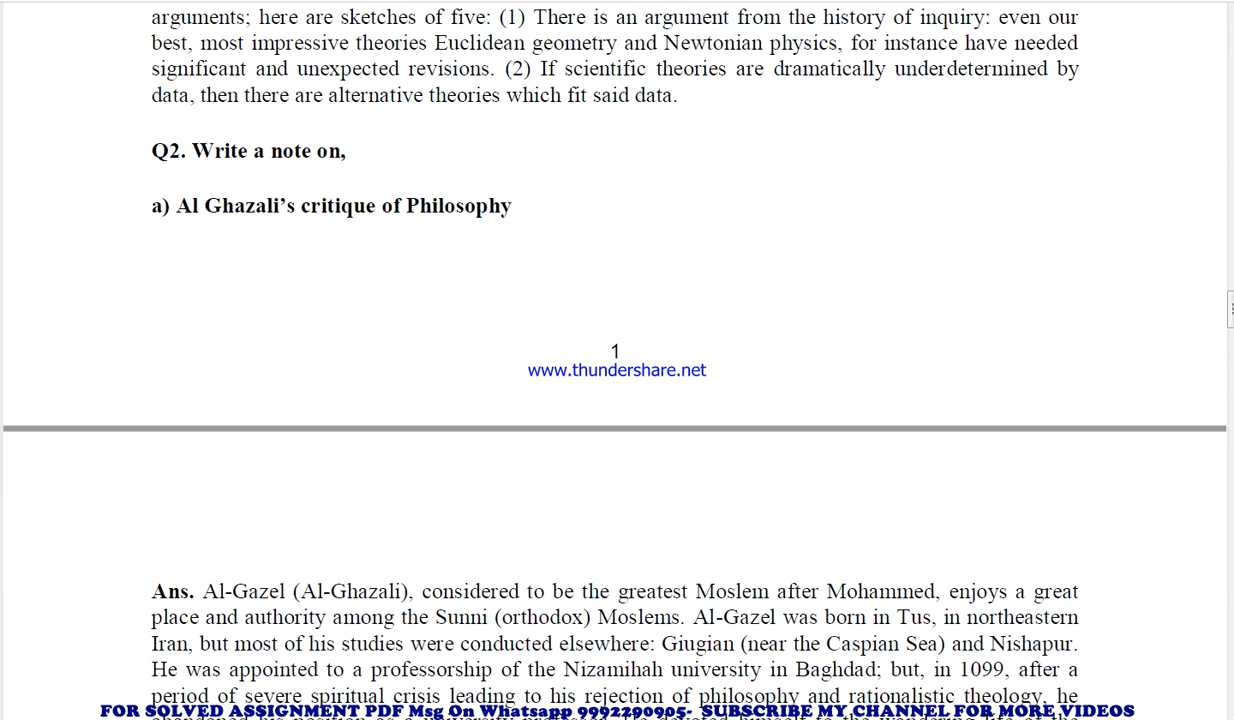 arguments; here are sketches of five: (1) There is an argument from the history of inquiry: even our
best, most impressive theories Euclidean geometry and Newtonian physics, for instance have needed
significant and unexpected revisions. (2) If scientific theories are dramatically underdetermined by
data, then there are alternative theories which fit said data.
Q2. Write a note on,
a) Al Ghazali’s critique of Philosophy
1
www.thundershare.net
Ans. Al-Gazel (Al-Ghazali), considered to be the greatest Moslem after Mohammed, enjoys a great
place and authority among the Sunni (orthodox) Moslems. Al-Gazel was born in Tus, in northeastern
Iran, but most of his studies were conducted elsewhere: Giugian (near the Caspian Sea) and Nishapur.
He was appointed to a professorship of the Nizamihah university in Baghdad; but, in 1099, after a
period of severe spiritual crisis leading to his rejection of philosophy and rationalistic theology, he
FOR SOLVED ASSIGNMENT PDF Msg On Whatsapp 9992290905- SUBSCRIBE MY CHANNEL FOR MORE VIDEOS